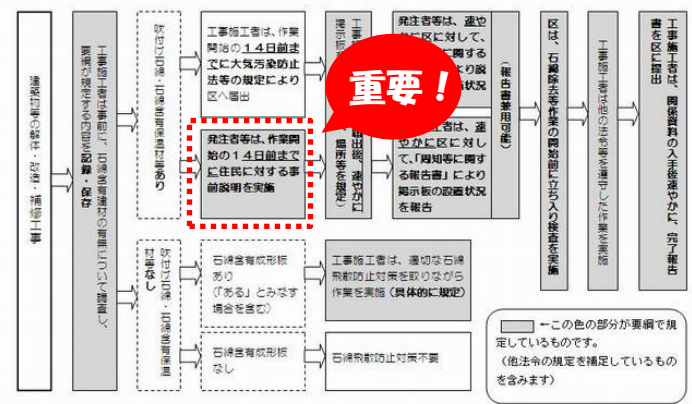 建築物等の解体・改造・補修工事
工事施工者は事前に、石綿含有建材の有無について調査し、
要綱が規定する内容を記録・保存
吹付け石綿・石綿含有保温
材等あり
工事施工者は、作業
開始の14日前ま
でに大気汚染防止
法等の規定により
区へ届出
発注者等は、作業開
始の14日前まで
に住民に対する事
前説明を実施
重要！
掲示板を
届出後、速やかに
場所等を規定）
発注者等は、速や
かに区に対して、
に関する
より説
状況
者は、速
やかに区に対し
て、「周知等に関す
る報告書」により
掲示板の設置状況
を報告
（報告書兼用可能）
区は、石綿除去等作業の開始前に立ち入り検査を実施
工事施工者は他の法令等を遵守した作業を実施
工事施工者は、関係資料の入手後速やかに、完了報告
書を区に提出
吹付け石綿・石綿含有保温
材等なし
石綿含有成形板
あり
（「ある」とみなす
場合を含む）
工事施工者は、適切な石綿
飛散防止対策を取りながら
作業を実施（具体的に規定）
石綿含有成形板
なし
石綿飛散防止対策不要
←この色の部分が要綱で規
定しているものです。
（他法令の規定を補足しているもの
を含みます）